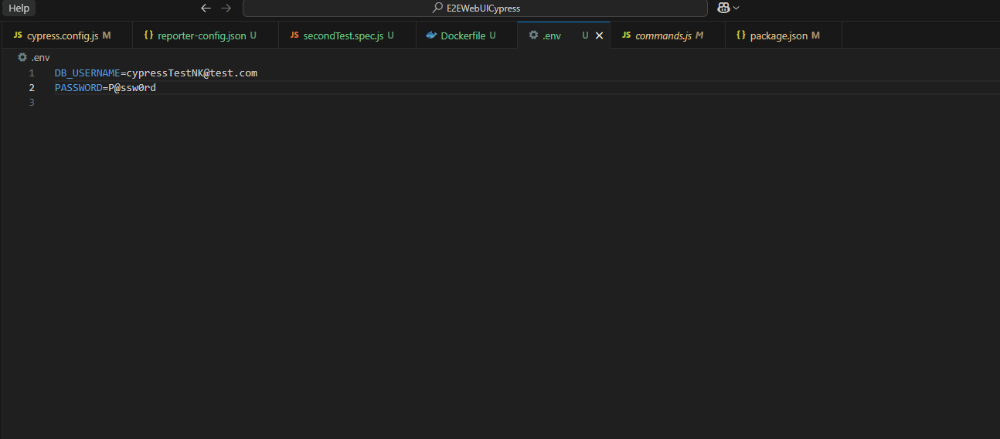 Help
E2EWebUICypress
JS cypress.config.js M {} reporter-config.json U JS secondTest.spec.js U Dockerfile U .env U JS commands.js M {} package.json M
.env
1 DB_USERNAME=cypressTestNK@test.com
2 PASSWORD=P@ssw0rd
3